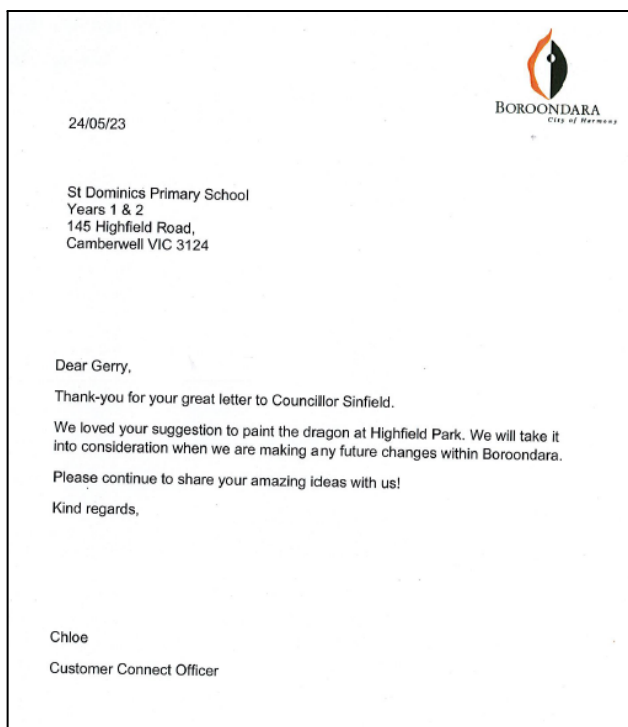 BOROONDARA
City of Harmony
24/05/23
St Dominics Primary School
Years 1 & 2
145 Highfield Road,
Camberwell VIC 3124
Dear Gerry,
Thank-you for your great letter to Councillor Sinfield.
We loved your suggestion to paint the dragon at Highfield Park. We will take it
into consideration when we are making any future changes within Boroondara.
Please continue to share your amazing ideas with us!
Kind regards,
Chloe
Customer Connect Officer